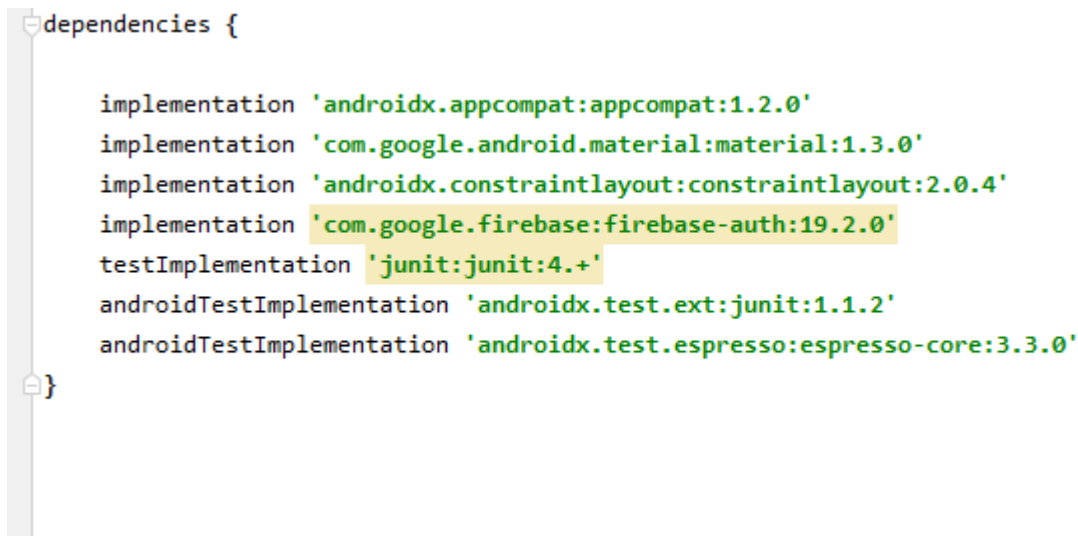 dependencies {
implementation 'androidx.appcompat:appcompat:1.2.0'
implementation 'com.google.android.material:material:1.3.0'
implementation 'androidx.constraintlayout:constraintlayout:2.0.4'
implementation 'com.google.firebase:firebase-auth:19.2.0'
testImplementation 'junit:junit:4.+'
androidTestImplementation 'androidx.test.ext:junit:1.1.2'
androidTestImplementation 'androidx.test.espresso:espresso-core:3.3.0'
}